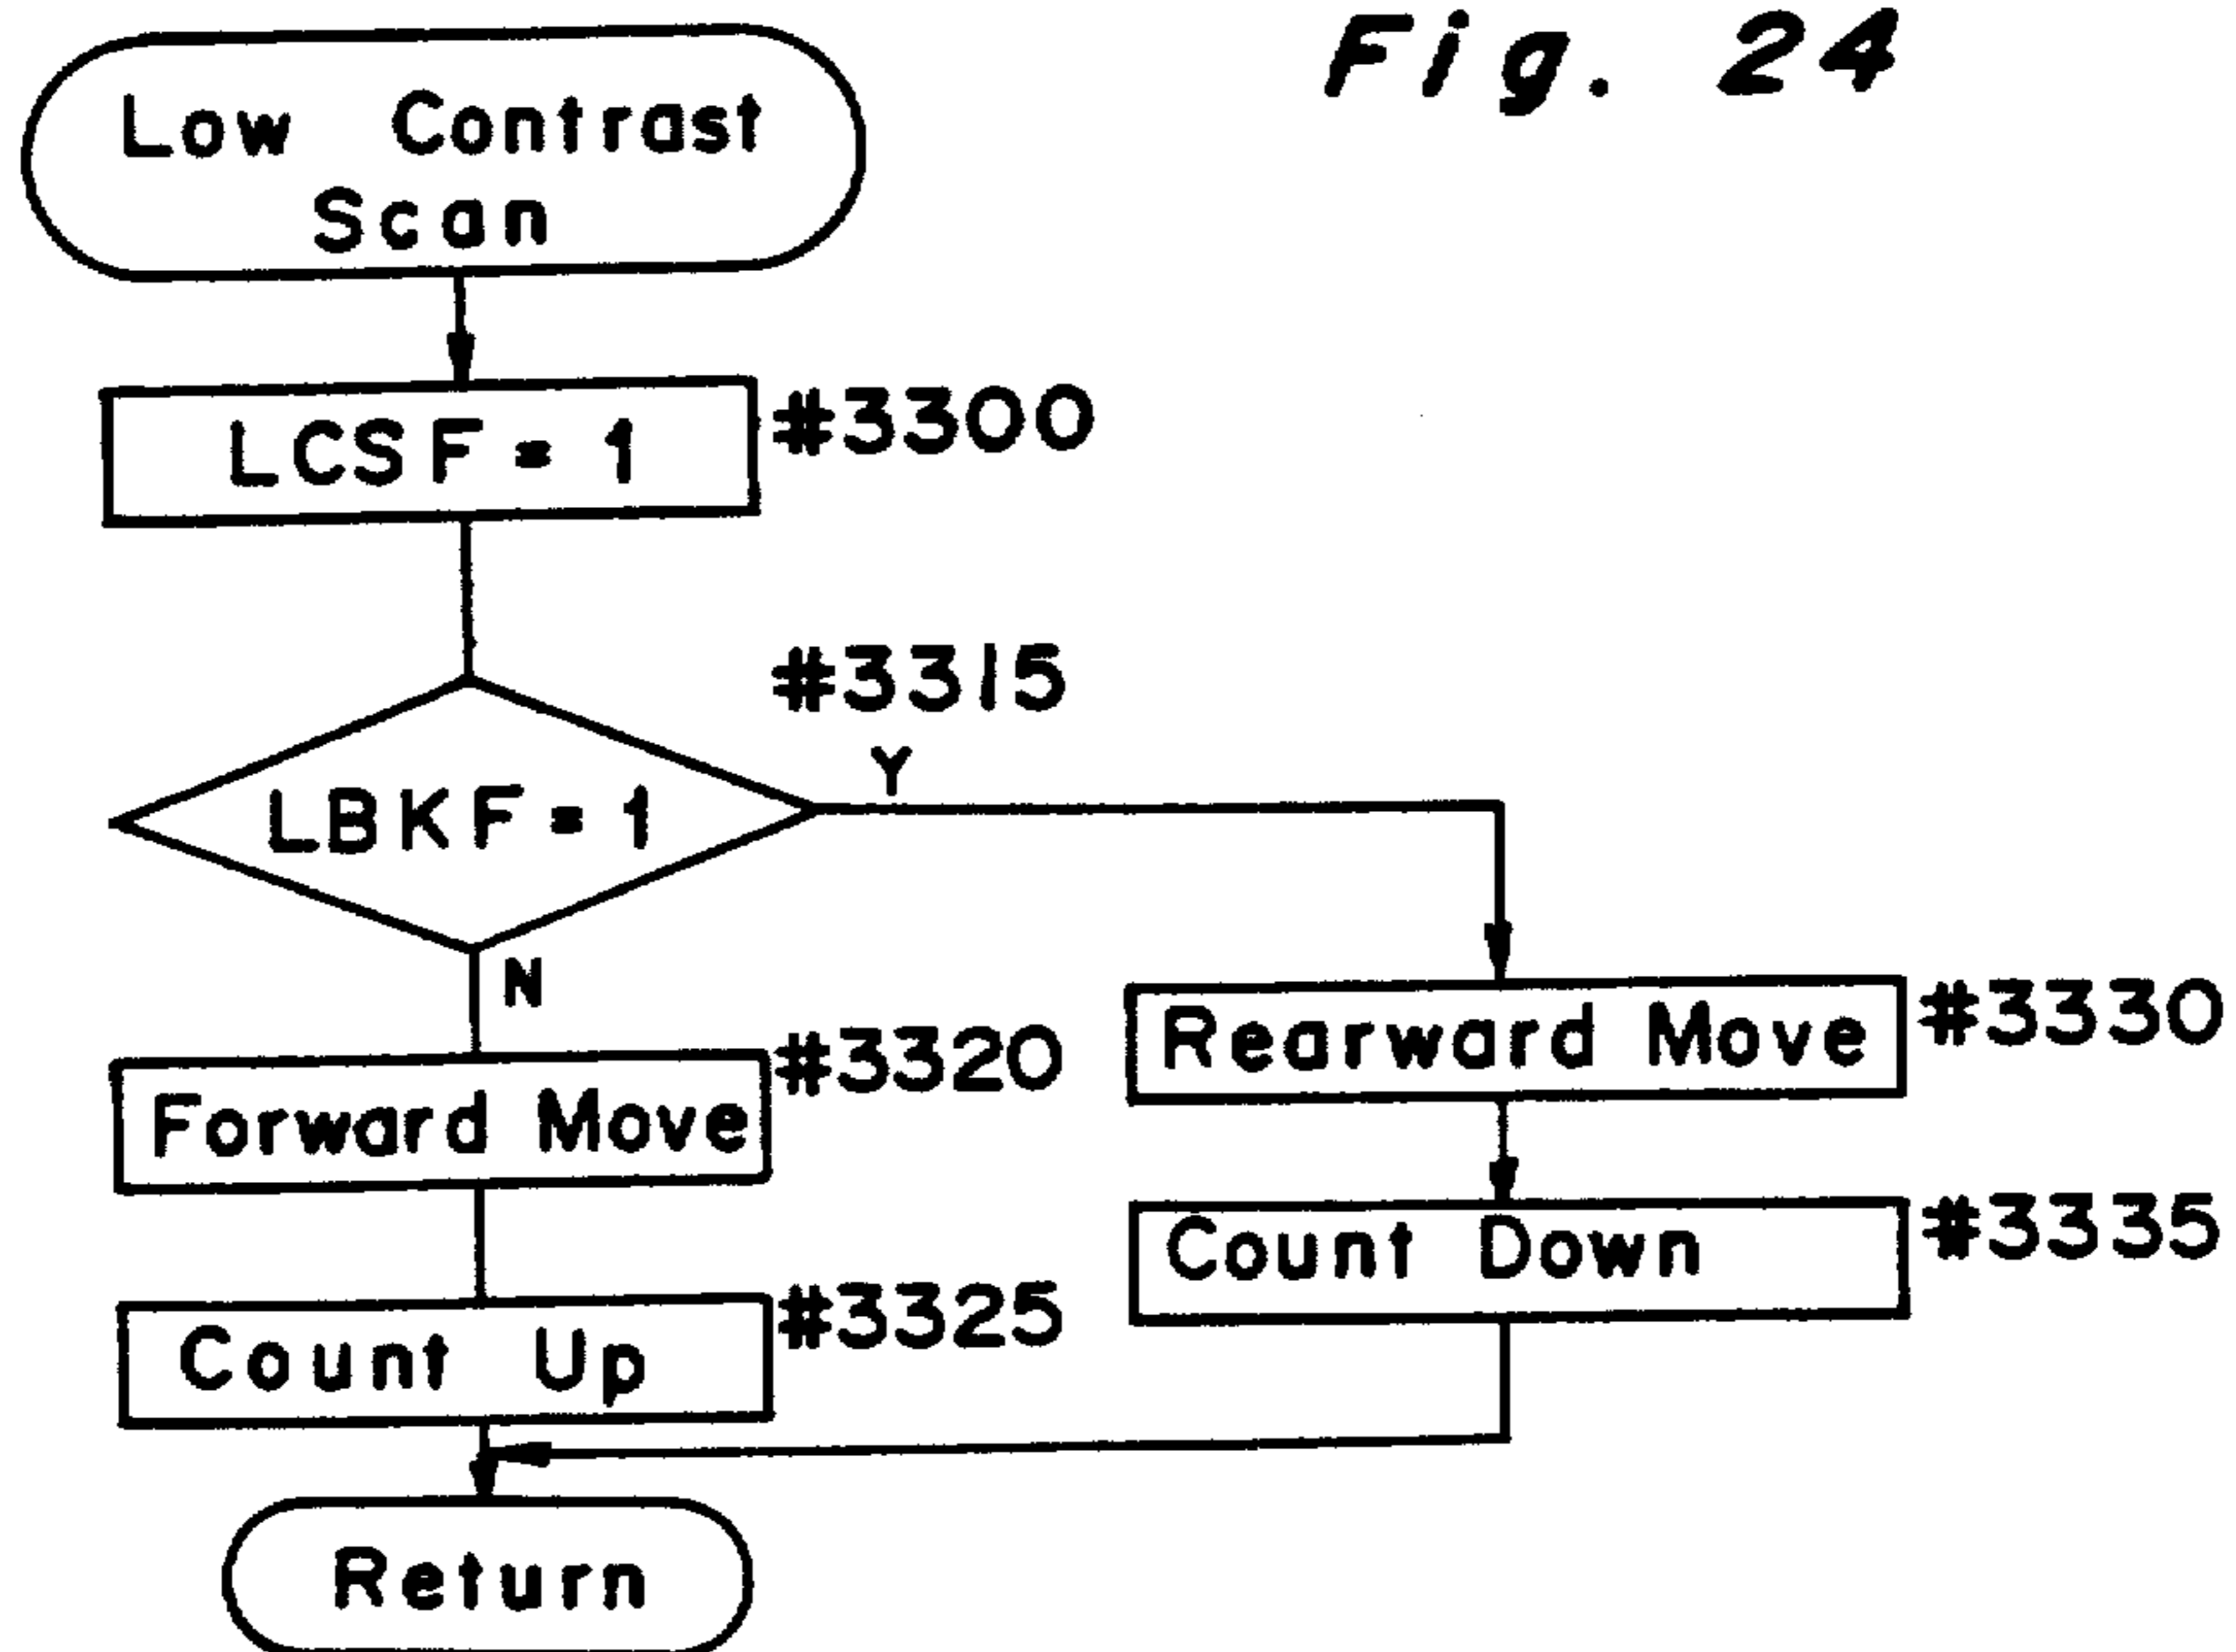 Fig. 24
Low Contrast
Scan
LCSF = 1
#3300
#3315
LBKF = 1
Y
N
Forward Move
#3320
Rearward Move
#3330
Count Up
#3325
Count Down
#3335
Return